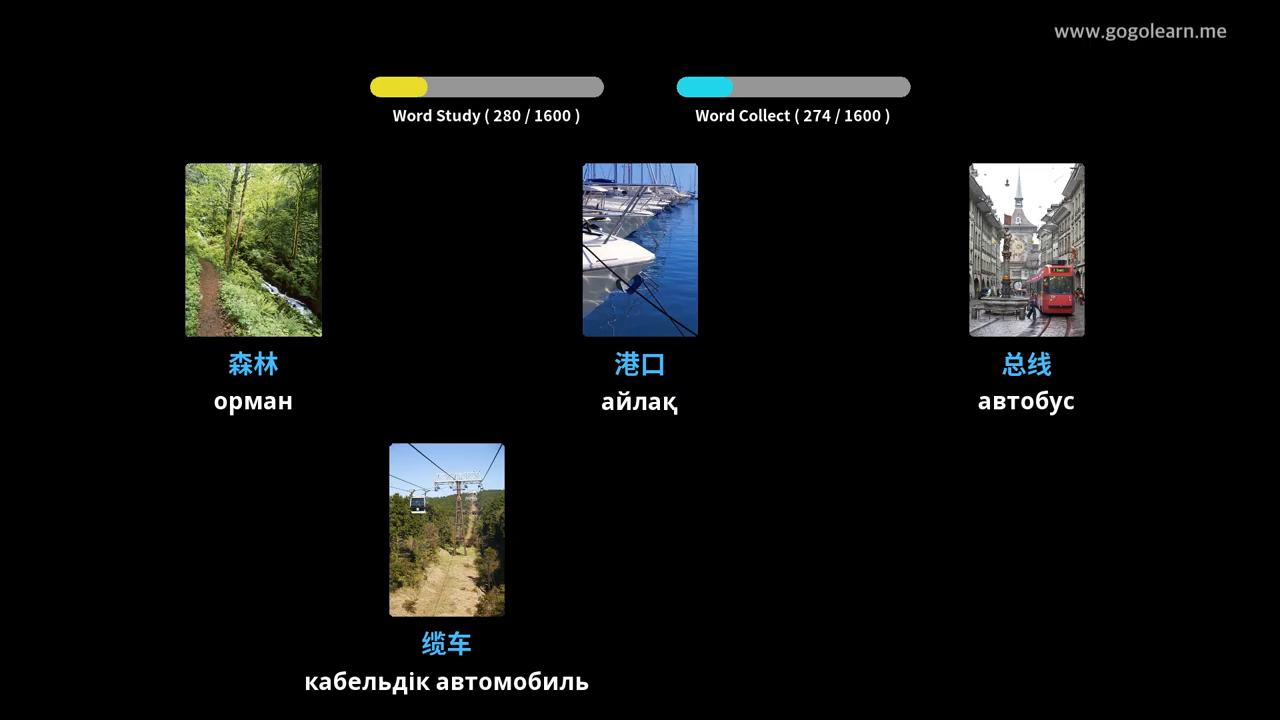 www.gogolearn.me
Word Study ( 280 / 1600 )
Word Collect ( 274 / 1600 )
森林
орман
港口
айлақ
总线
автобус
缆车
кабельдік автомобиль